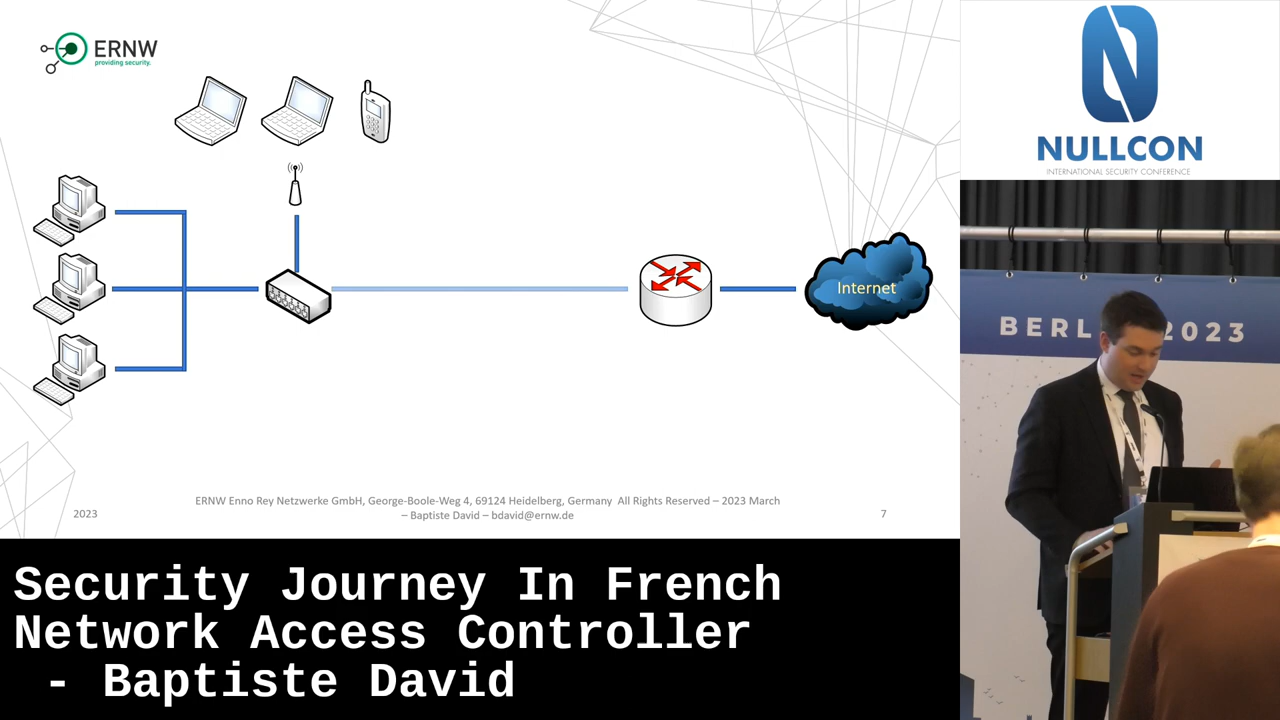 ERNW
providing security.
Internet
ERNW Enno Rey Netzwerke GmbH, George-Boole-Weg 4, 69124 Heidelberg, Germany All Rights Reserved – 2023 March
– Baptiste David – bdavid@ernw.de
2023
7
NULLCON
INTERNATIONAL SECURITY CONFERENCE
BERL 2023
Security Journey In French
Network Access Controller
- Baptiste David